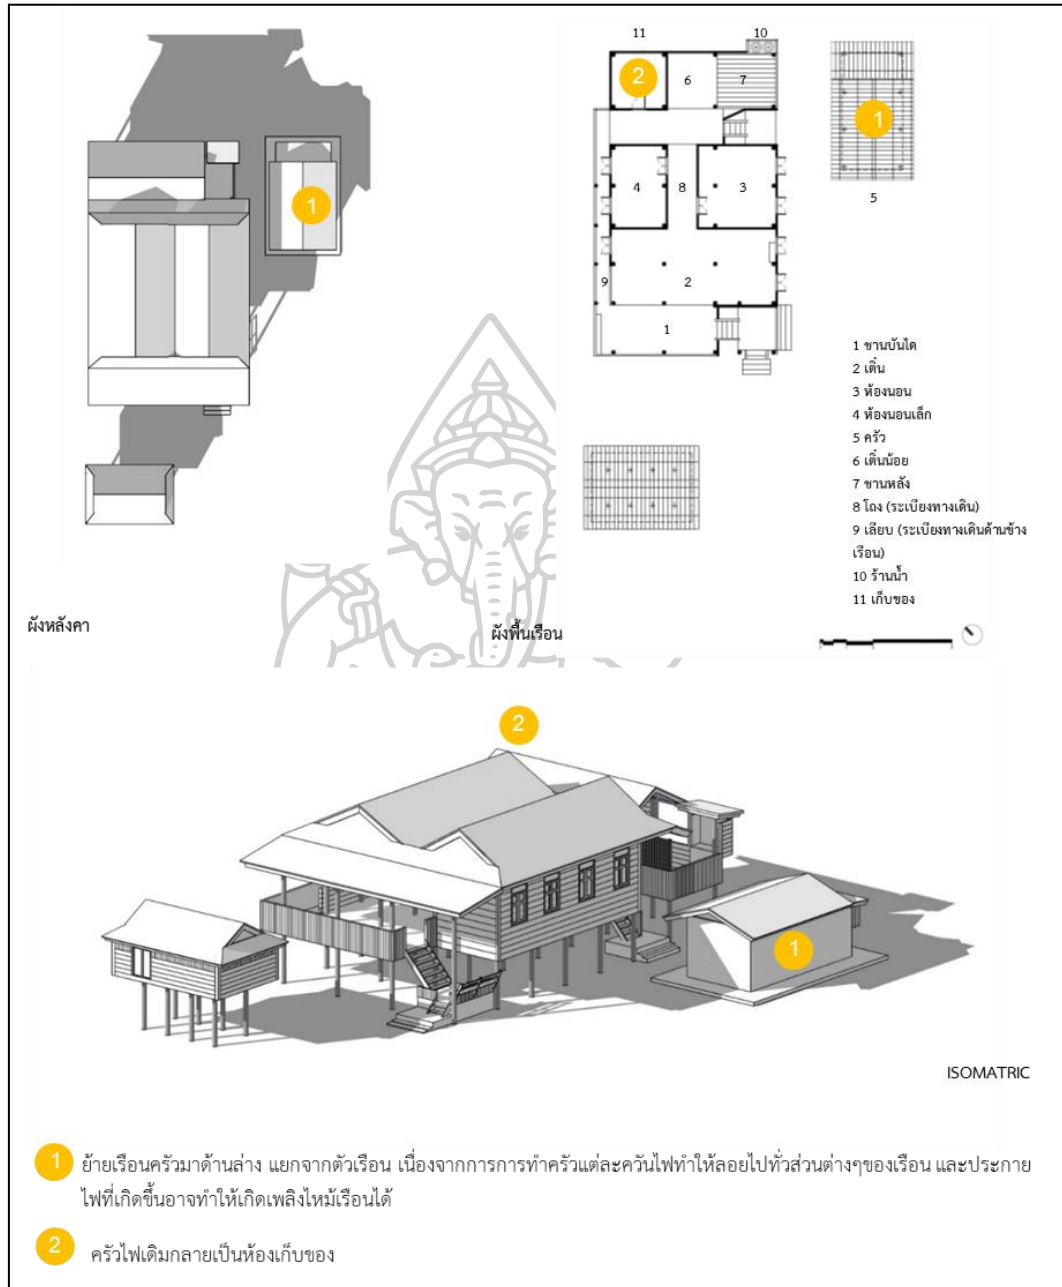 11
10
2
6
7
1
1
4
8
3
5
9
2
1
1 ชานบันได
2 เติ๋น
3 ห้องนอน
4 ห้องนอนเล็ก
5 ครัว
6 เติ๋นน้อย
7 ชานหลัง
8 โถง (ระเบียงทางเดิน)
9 เลียบ (ระเบียงทางเดินด้านข้าง
เรือน)
10 ร้านน้ำ
11 เก็บของ
ผังหลังคา
ผังพื้นเรือน
2
1
ISOMATRIC
1 ย้ายเรือนครัวมาด้านล่าง แยกจากตัวเรือน เนื่องจากการการทำครัวแต่ละควันไฟทำให้ลอยไปทั่วส่วนต่างๆของเรือน และประกาย
ไฟที่เกิดขึ้นอาจทำให้เกิดเพลิงไหม้เรือนได้
2 ครัวไฟเดิมกลายเป็นห้องเก็บของ